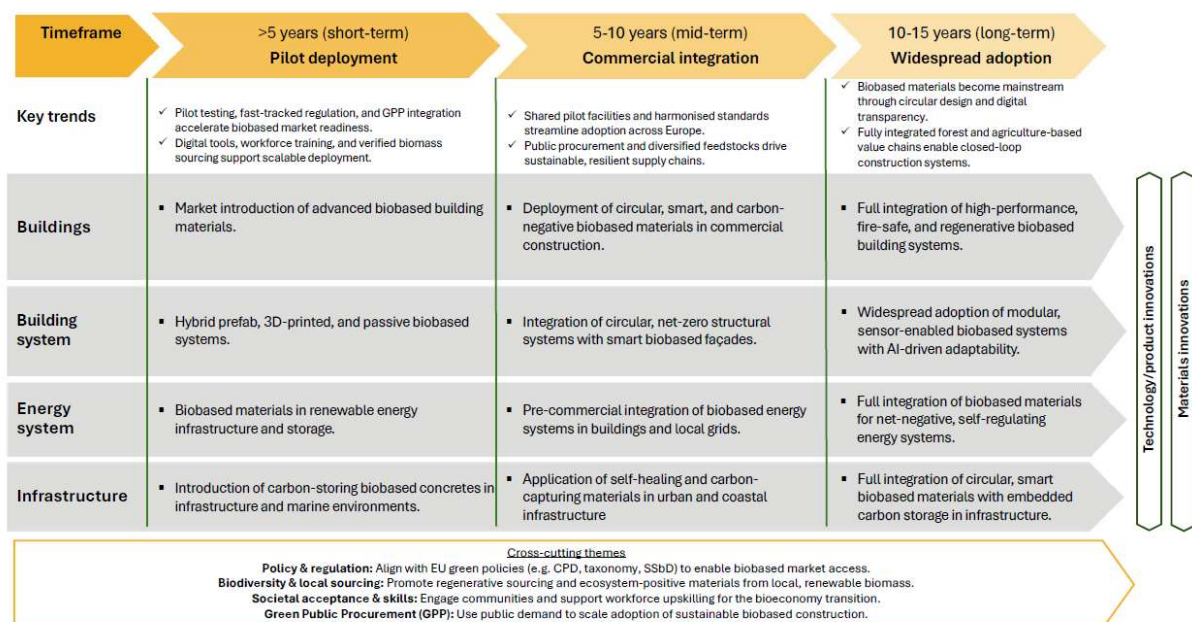 Timeframe
>5 years (short-term)
Pilot deployment
5-10 years (mid-term)
Commercial integration
10-15 years (long-term)
Widespread adoption
Key trends
✓ Pilot testing, fast-tracked regulation, and GPP integration
accelerate biobased market readiness.
✓ Digital tools, workforce training, and verified biomass
sourcing support scalable deployment.
✓ Shared pilot facilities and harmonised standards
streamline adoption across Europe.
✓ Public procurement and diversified feedstocks drive
sustainable, resilient supply chains.
✓ Biobased materials become mainstream
through circular design and digital
transparency.
✓ Fully integrated forest and agriculture-based
value chains enable closed-loop
construction systems.
Buildings
▪ Market introduction of advanced biobased building
materials.
▪ Deployment of circular, smart, and carbon-
negative biobased materials in commercial
construction.
▪ Full integration of high-performance,
fire-safe, and regenerative biobased
building systems.
Building
system
▪ Hybrid prefab, 3D-printed, and passive biobased
systems.
▪ Integration of circular, net-zero structural
systems with smart biobased façades.
▪ Widespread adoption of modular,
sensor-enabled biobased systems
with AI-driven adaptability.
Energy
system
▪ Biobased materials in renewable energy
infrastructure and storage.
▪ Pre-commercial integration of biobased energy
systems in buildings and local grids.
▪ Full integration of biobased materials
for net-negative, self-regulating
energy systems.
Infrastructure
▪ Introduction of carbon-storing biobased concretes in
infrastructure and marine environments.
▪ Application of self-healing and carbon-
capturing materials in urban and coastal
infrastructure
▪ Full integration of circular, smart
biobased materials with embedded
carbon storage in infrastructure.
Technology/product innovations
Materials innovations
Cross-cutting themes
Policy & regulation: Align with EU green policies (e.g. CPD, taxonomy, SSbD) to enable biobased market access.
Biodiversity & local sourcing: Promote regenerative sourcing and ecosystem-positive materials from local, renewable biomass.
Societal acceptance & skills: Engage communities and support workforce upskilling for the bioeconomy transition.
Green Public Procurement (GPP): Use public demand to scale adoption of sustainable biobased construction.